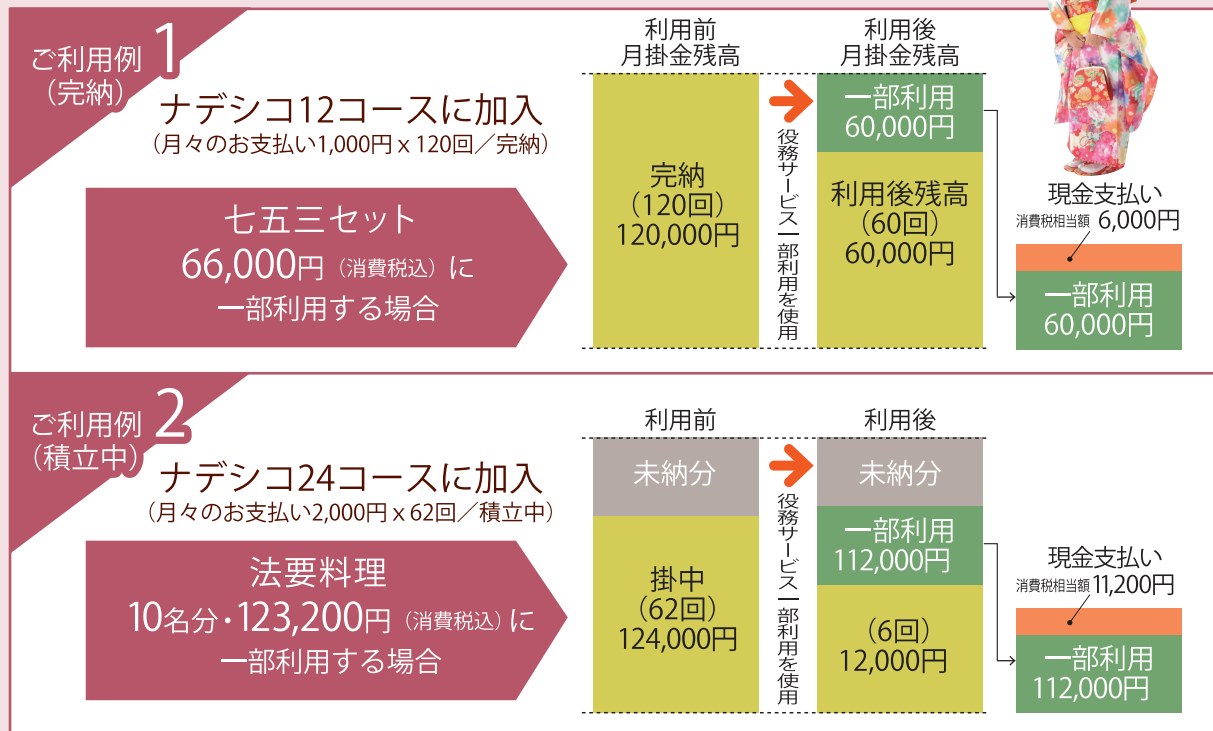 ご利用例 1
(完納)
ナデシコ12コースに加入
(月々のお支払い1,000円 x 120回／完納)
七五三セット
66,000円（消費税込）に
一部利用する場合
利用前
月掛金残高
完納
(120回)
120,000円
役務サービス一部利用を使用
利用後
月掛金残高
一部利用
60,000円
利用後残高
(60回)
60,000円
現金支払い
消費税相当額 6,000円
一部利用
60,000円
ご利用例 2
(積立中)
ナデシコ24コースに加入
(月々のお支払い2,000円 x 62回／積立中)
法要料理
10名分・123,200円（消費税込）に
一部利用する場合
利用前
未納分
掛中
(62回)
124,000円
役務サービス一部利用を使用
利用後
未納分
一部利用
112,000円
(6回)
12,000円
現金支払い
消費税相当額 11,200円
一部利用
112,000円